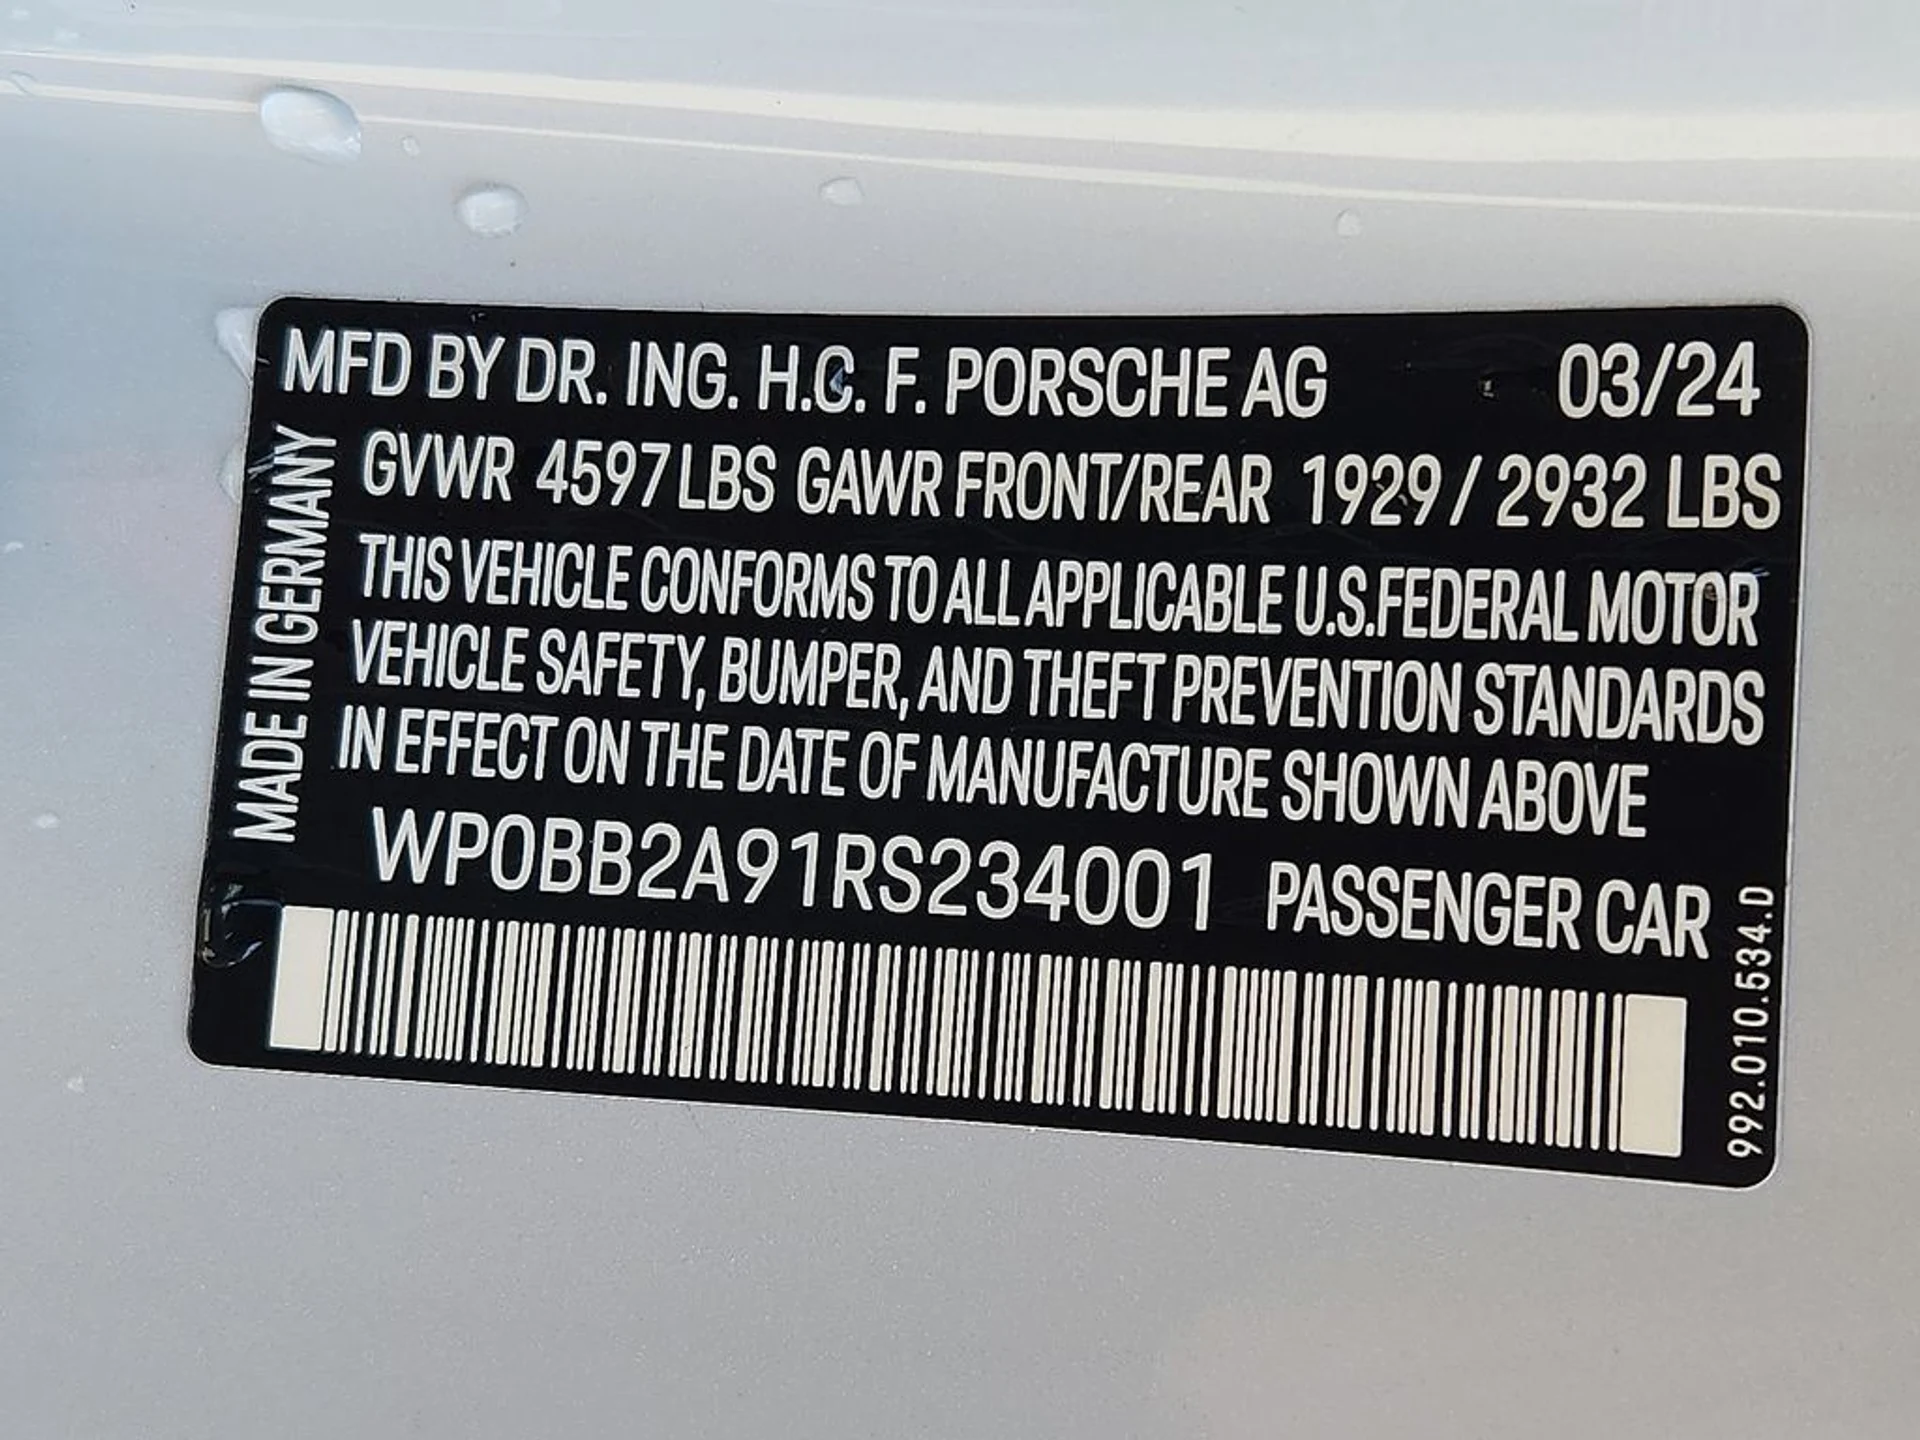 MFD BY DR. ING. H.C. F. PORSCHE AG 03/24
GVWR 4597 LBS GAWR FRONT/REAR 1929 / 2932 LBS
THIS VEHICLE CONFORMS TO ALL APPLICABLE U.S.FEDERAL MOTOR
VEHICLE SAFETY, BUMPER, AND THEFT PREVENTION STANDARDS
IN EFFECT ON THE DATE OF MANUFACTURE SHOWN ABOVE
WP0BB2A91RS234001 PASSENGER CAR
MADE IN GERMANY
992.010.534.D